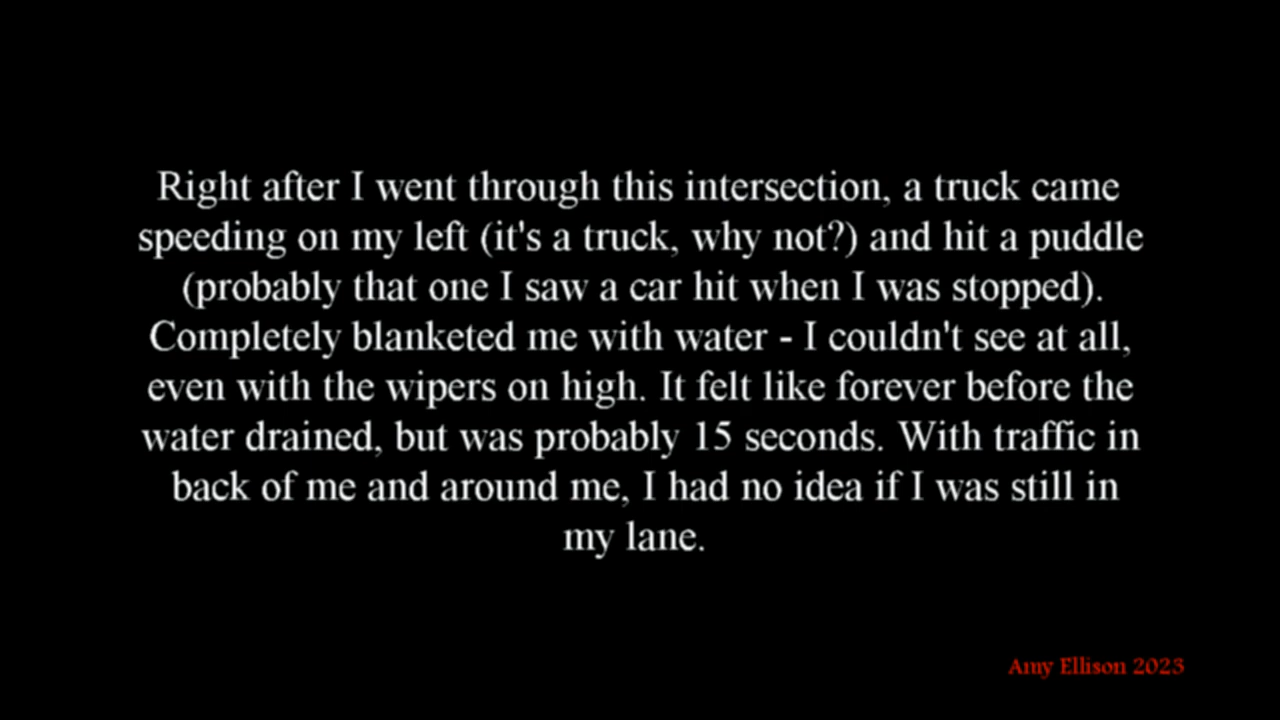 Right after I went through this intersection, a truck came
speeding on my left (it's a truck, why not?) and hit a puddle
(probably that one I saw a car hit when I was stopped).
Completely blanketed me with water - I couldn't see at all,
even with the wipers on high. It felt like forever before the
water drained, but was probably 15 seconds. With traffic in
back of me and around me, I had no idea if I was still in
my lane.
Amy Ellison 2023